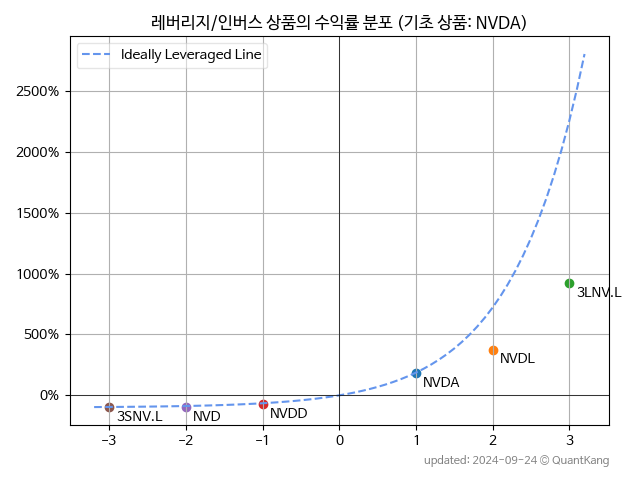 레버리지/인버스 상품의 수익률 분포 (기초 상품: NVDA)
Ideally Leveraged Line
2500%
2000%
1500%
1000%
500%
0%
3LNV.L
NVDL
NVDA
NVDD
NVD
3SNV.L
−3 −2 −1 0 1 2 3
updated: 2024-09-24 © QuantKang